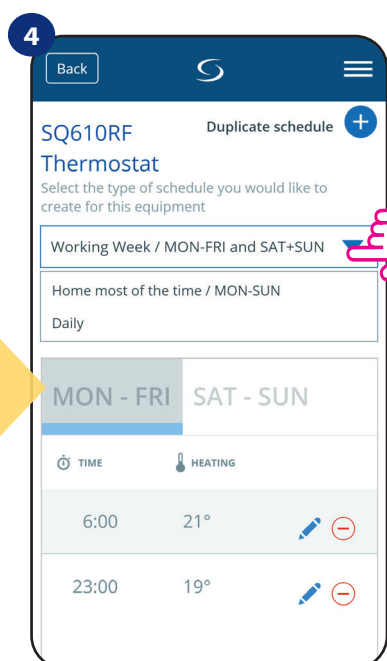 4
Back
SQ610RF
Thermostat
Duplicate schedule
Select the type of schedule you would like to
create for this equipment
Working Week / MON-FRI and SAT+SUN
Home most of the time / MON-SUN
Daily
MON - FRI SAT - SUN
TIME HEATING
6:00 21°
23:00 19°